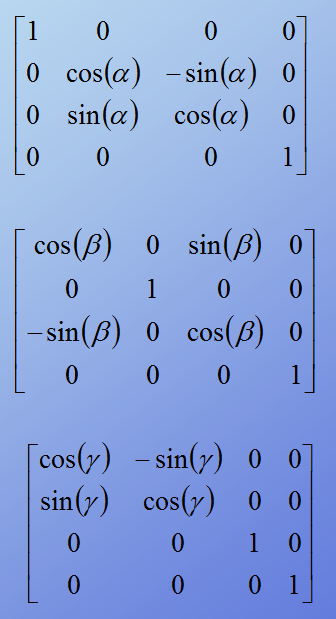 1 0 0 0
0 cos(α) −sin(α) 0
0 sin(α) cos(α) 0
0 0 0 1
cos(β) 0 sin(β) 0
0 1 0 0
−sin(β) 0 cos(β) 0
0 0 0 1
cos(γ) −sin(γ) 0 0
sin(γ) cos(γ) 0 0
0 0 1 0
0 0 0 1